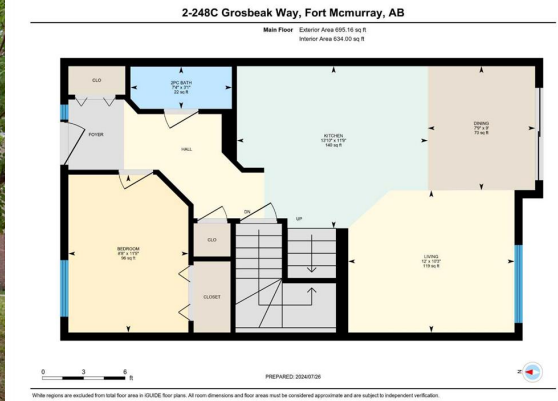 2-248C Grosbeak Way, Fort Mcmurray, AB
Main Floor Exterior Area 695.16 sq ft
Interior Area 634.00 sq ft
CLO
2PC BATH
7'4" x 3'1"
22 sq ft
FOYER
HALL
KITCHEN
13'10" x 11'9"
140 sq ft
DINING
7'9" x 9'
70 sq ft
BEDROOM
8'8" x 11'5"
96 sq ft
CLO
CLOSET
DN
UP
LIVING
12' x 10'3"
119 sq ft
0 3 6
ft
PREPARED: 2024/07/26
N
White regions are excluded from total floor area in iGUIDE floor plans. All room dimensions and floor areas must be considered approximate and are subject to independent verification.